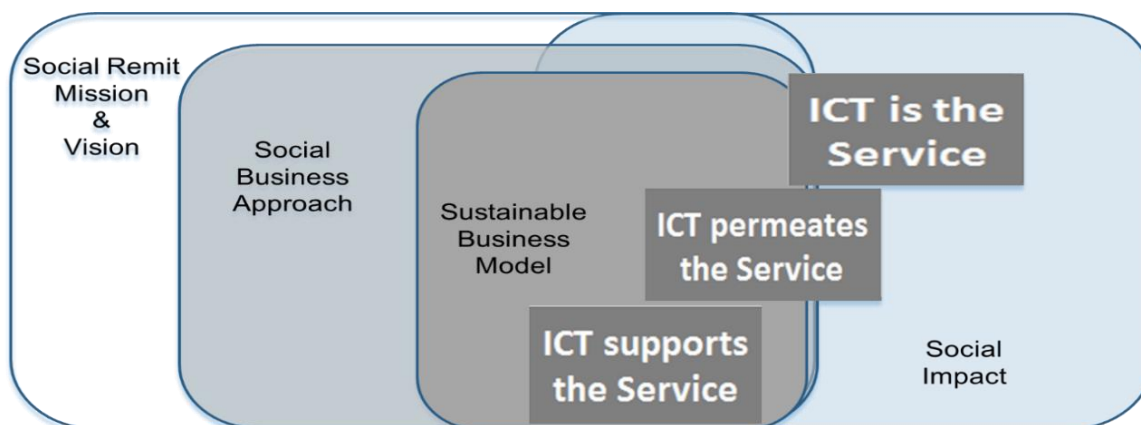 Social Remit
Mission
&
Vision
Social
Business
Approach
Sustainable
Business
Model
ICT is the
Service
ICT permeates
the Service
ICT supports
the Service
Social
Impact